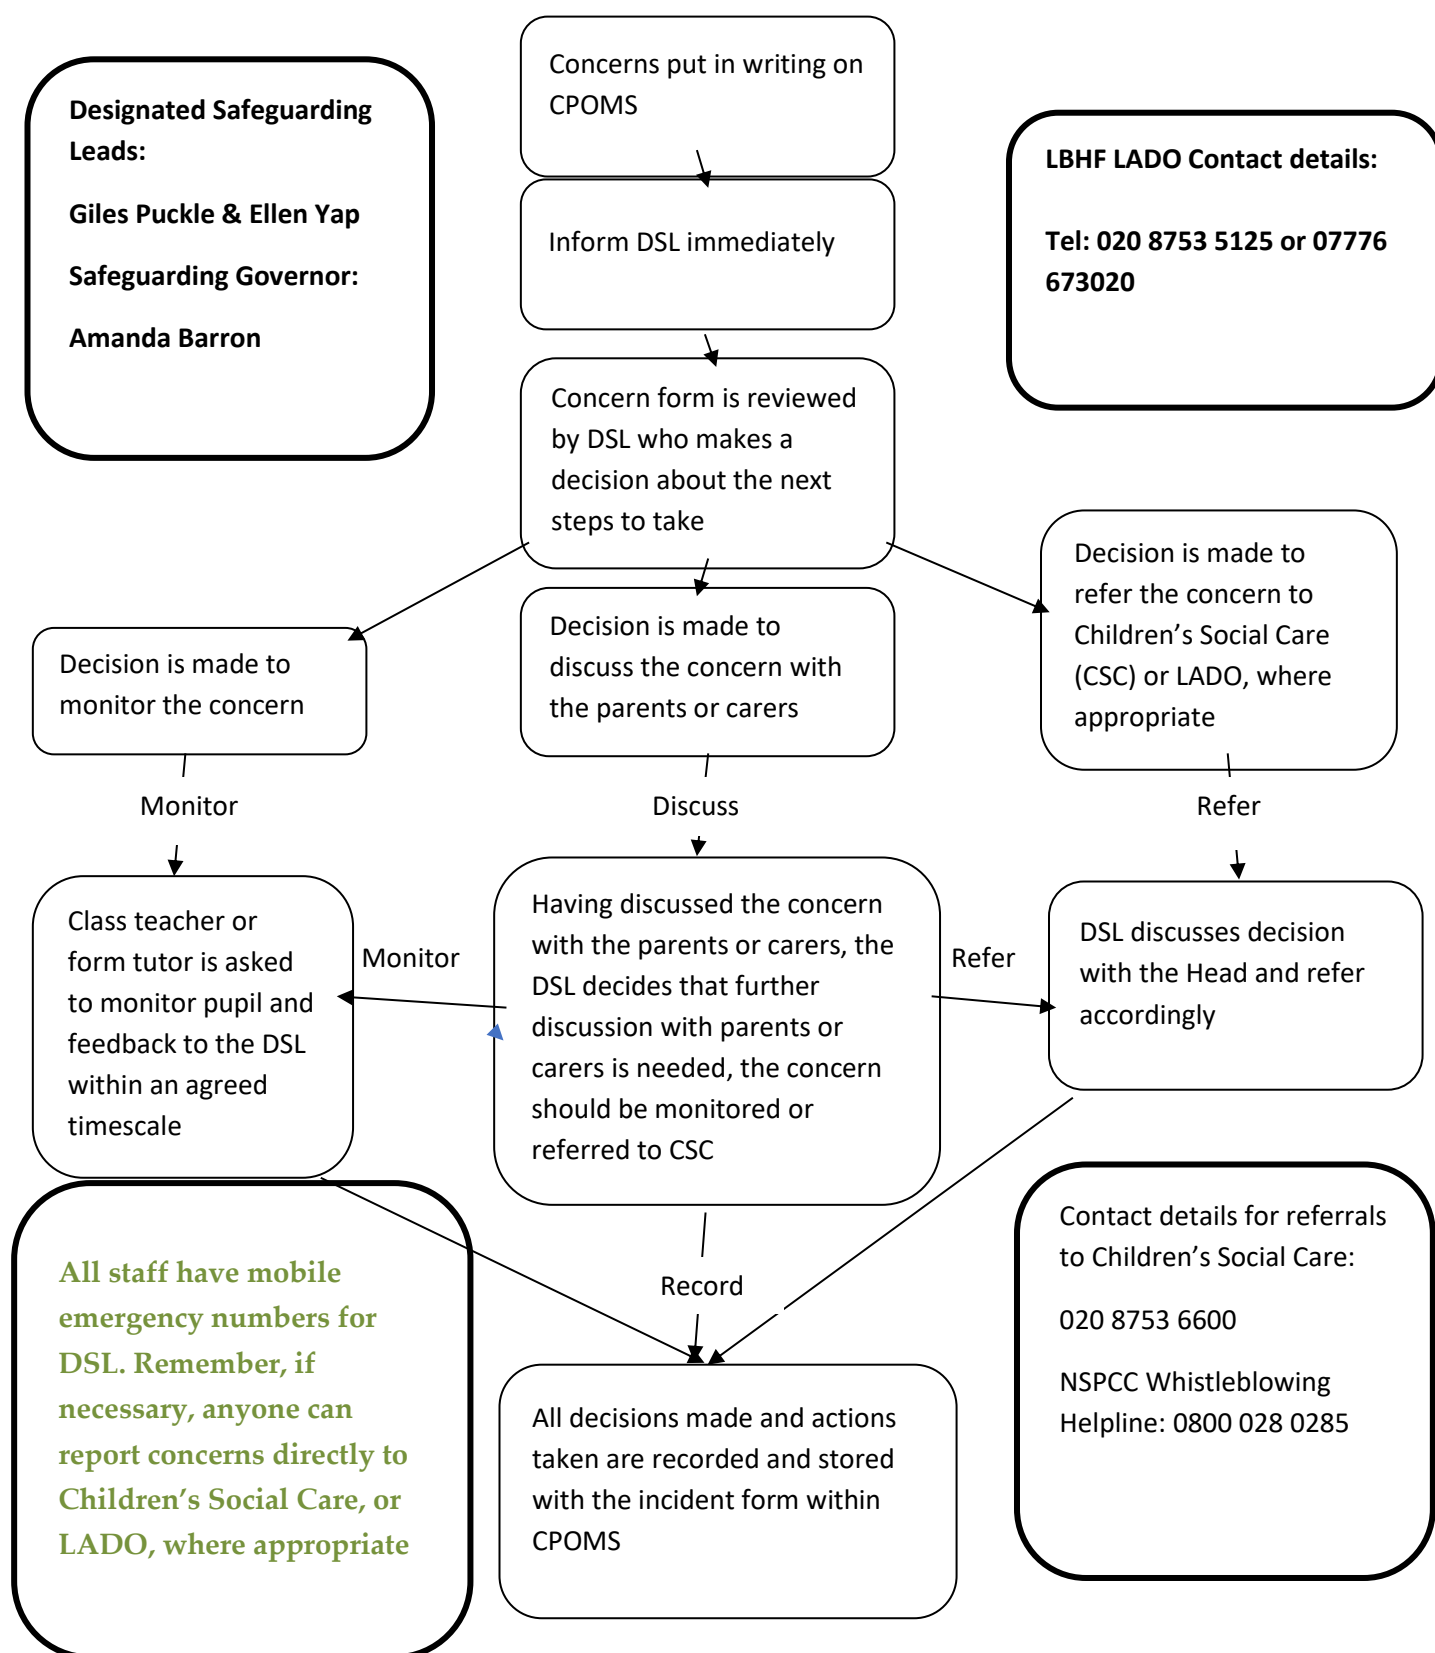 Concerns put in writing on
CPOMS
Designated Safeguarding
Leads:
Giles Puckle & Ellen Yap
Safeguarding Governor:
Amanda Barron
LBHF LADO Contact details:
Tel: 020 8753 5125 or 07776
673020
Inform DSL immediately
Concern form is reviewed
by DSL who makes a
decision about the next
steps to take
Decision is made to
monitor the concern
Decision is made to
discuss the concern with
the parents or carers
Decision is made to
refer the concern to
Children’s Social Care
(CSC) or LADO, where
appropriate
Monitor
Discuss
Refer
Class teacher or
form tutor is asked
to monitor pupil and
feedback to the DSL
within an agreed
timescale
Monitor
Having discussed the concern
with the parents or carers, the
DSL decides that further
discussion with parents or
carers is needed, the concern
should be monitored or
referred to CSC
Refer
DSL discusses decision
with the Head and refer
accordingly
All staff have mobile
emergency numbers for
DSL. Remember, if
necessary, anyone can
report concerns directly to
Children’s Social Care, or
LADO, where appropriate
Record
Contact details for referrals
to Children’s Social Care:
020 8753 6600
NSPCC Whistleblowing
Helpline: 0800 028 0285
All decisions made and actions
taken are recorded and stored
with the incident form within
CPOMS